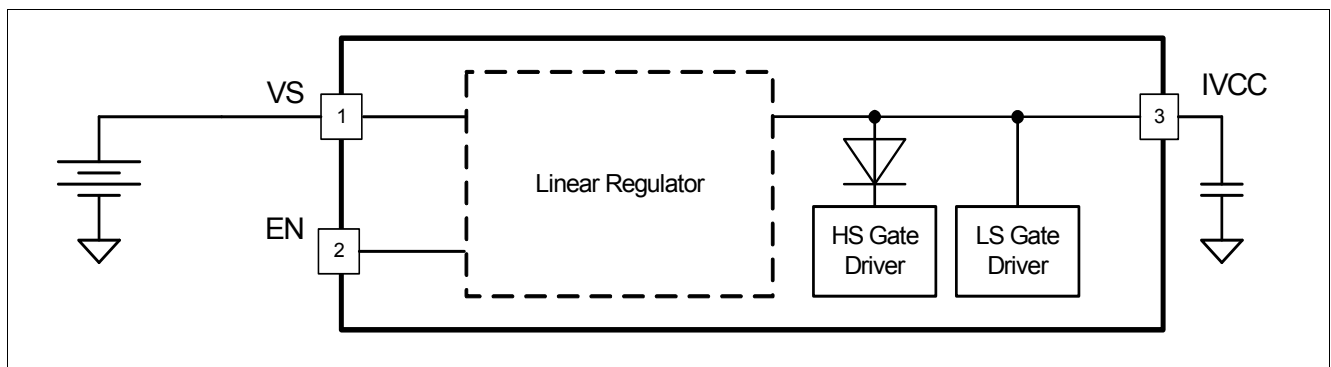 VS
1
EN
2
Linear Regulator
HS Gate
Driver
LS Gate
Driver
3
IVCC